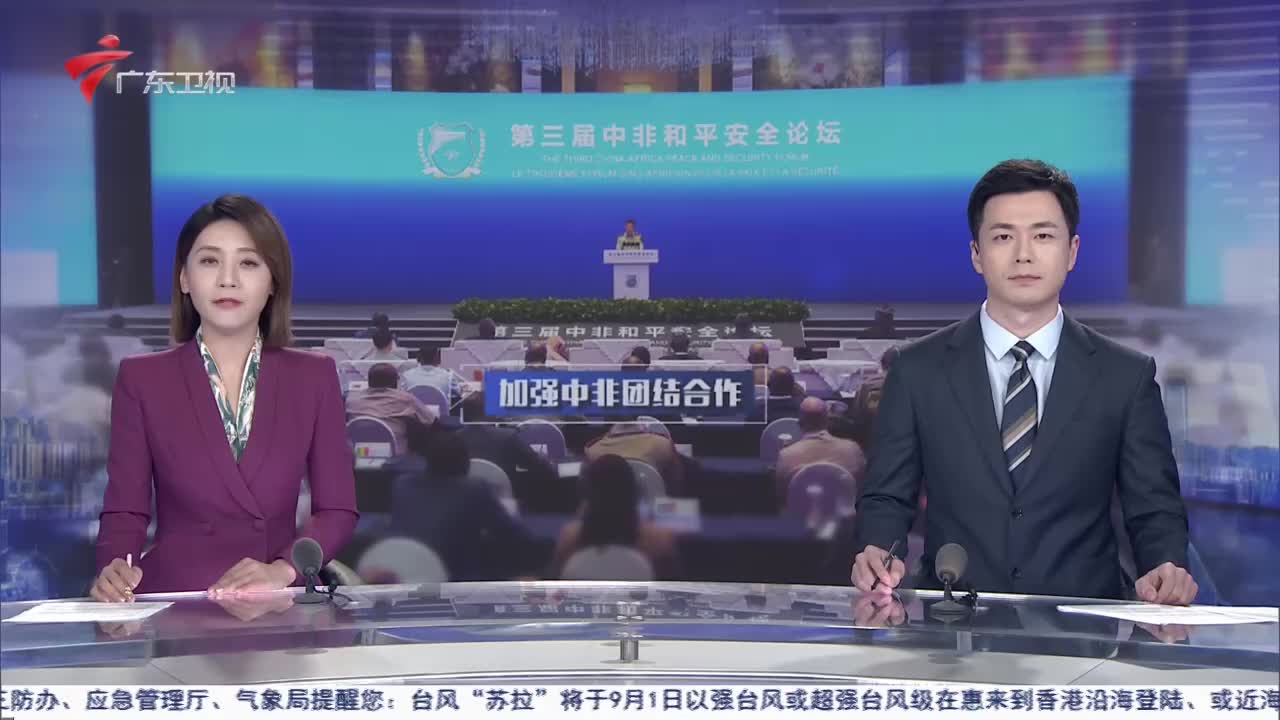 广东卫视
第三届中非和平安全论坛
THE THIRD CHINA-AFRICA PEACE AND SECURITY FORUM
第三届中非和平安全论坛
加强中非团结合作
防办、应急管理厅、气象局提醒您：台风“苏拉”将于9月1日以强台风或超强台风级在惠来到香港沿海登陆、或近海